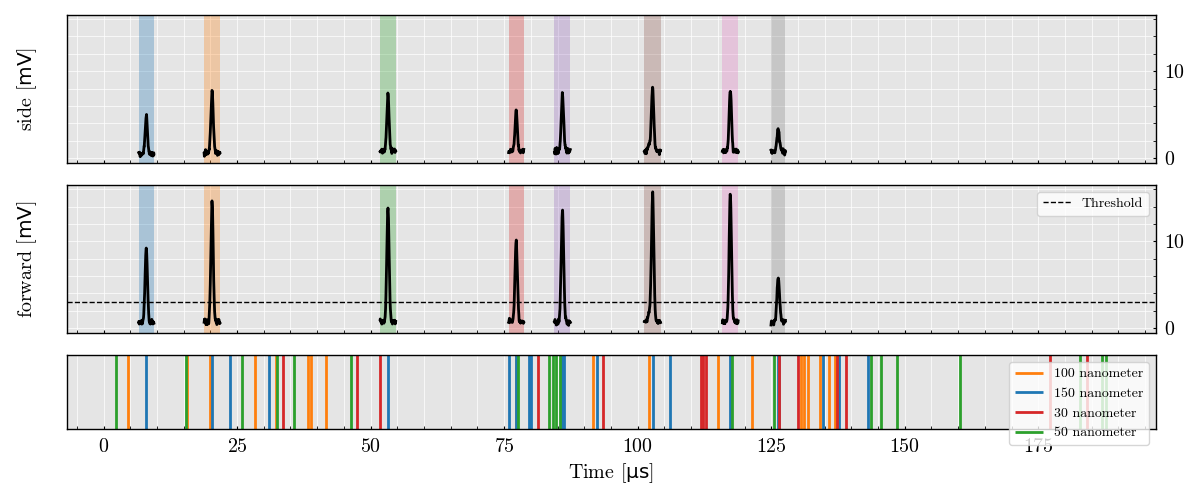 side [mV]
10
0
Threshold
forward [mV]
10
0
100 nanometer
150 nanometer
30 nanometer
50 nanometer
0 25 50 75 100 125 150 175
Time [µs]